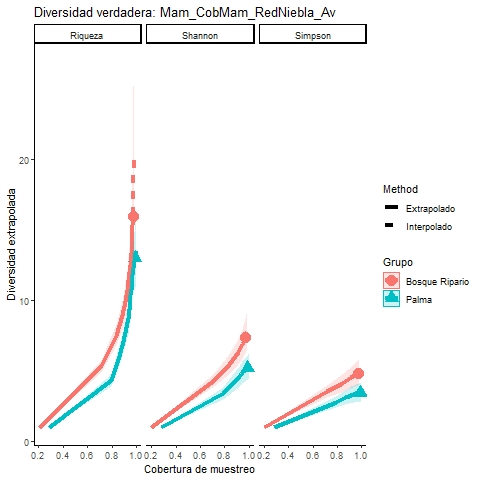 Diversidad verdadera: Mam_CobMam_RedNiebla_Av
Riqueza Shannon Simpson
Diversidad extrapolada
20
10
0
0.2 0.4 0.6 0.8 1.0 0.2 0.4 0.6 0.8 1.0 0.2 0.4 0.6 0.8 1.0
Cobertura de muestreo
Method
Extrapolado
Interpolado
Grupo
Bosque Ripario
Palma